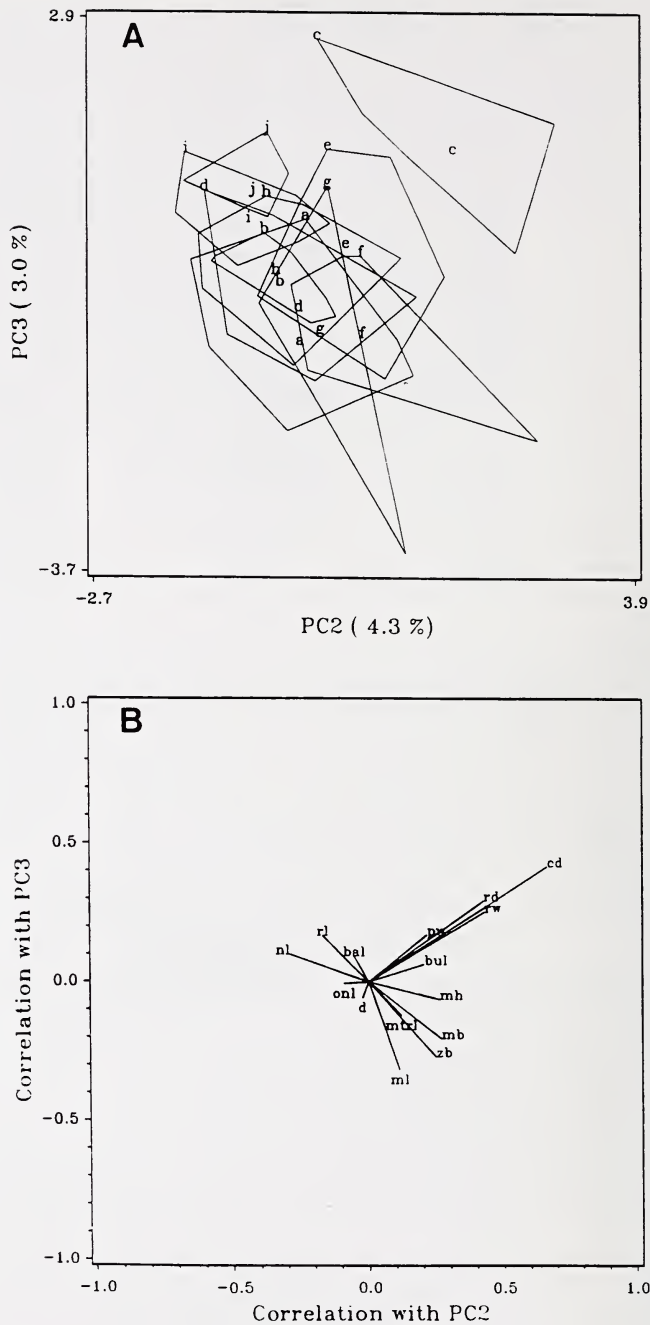 A
2.9
c
c
j
i
e
d
g
j h
a
i
b
e
f
h
b
d
g
f
a
PC3 ( 3.0 %)
-3.7
-2.7
3.9
PC2 ( 4.3 %)
B
1.0
0.5
0.0
-0.5
-1.0
cd
rd
rw
rl
pw
nl
bal
bul
onl
mh
d
mtrl
mb
zb
ml
Correlation with PC3
-1.0
-0.5
0.0
0.5
1.0
Correlation with PC2